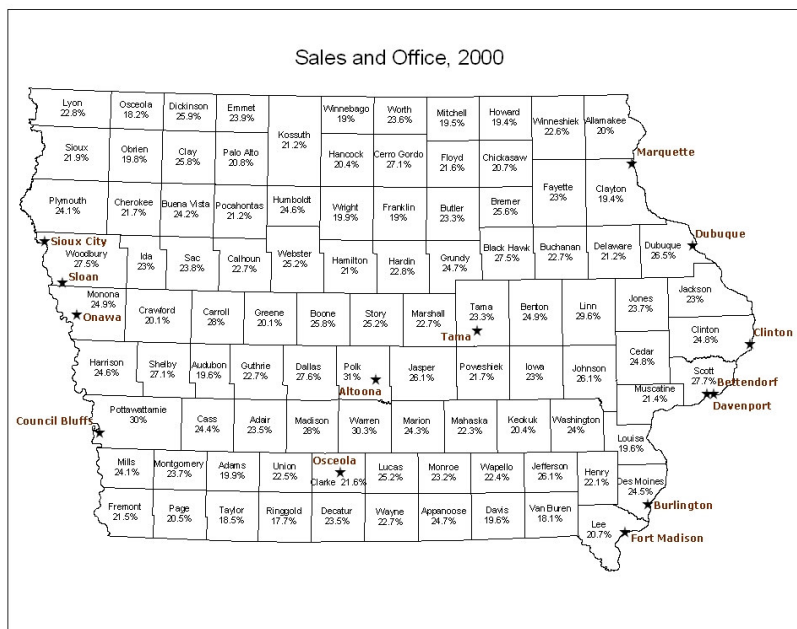 Sales and Office, 2000
Lyon
22.8%
Osceola
18.2%
Dickinson
25.9%
Emmet
23.9%
Kossuth
21.2%
Winnebago
19%
Worth
23.6%
Mitchell
19.5%
Howard
19.4%
Winneshiek
22.6%
Allamakee
20%
Sioux
21.9%
Obrien
19.8%
Clay
25.8%
Palo Alto
20.8%
Hancock
20.4%
Cerro Gordo
27.1%
Floyd
21.6%
Chickasaw
20.7%
Marquette
Plymouth
24.1%
Cherokee
21.7%
Buena Vista
24.2%
Pocahontas
21.2%
Humboldt
24.6%
Wright
19.9%
Franklin
19%
Butler
23.3%
Bremer
25.6%
Fayette
23%
Clayton
19.4%
Sioux City
Woodbury
27.5%
Ida
23%
Sac
23.8%
Calhoun
22.7%
Webster
25.2%
Hamilton
21%
Hardin
22.8%
Grundy
24.7%
Black Hawk
27.5%
Buchanan
22.7%
Delaware
21.2%
Dubuque
26.5%
Dubuque
Sloan
Monona
24.9%
Onawa
Crawford
20.1%
Carroll
28%
Greene
20.1%
Boone
25.8%
Story
25.2%
Marshall
22.7%
Tama
23.3%
Tama
Benton
24.9%
Linn
29.6%
Jones
23.7%
Jackson
23%
Clinton
24.8%
Clinton
Harrison
24.6%
Shelby
27.1%
Audubon
19.6%
Guthrie
22.7%
Dallas
27.6%
Polk
31%
Altoona
Jasper
26.1%
Poweshiek
21.7%
Iowa
23%
Johnson
26.1%
Cedar
24.8%
Scott
27.7%
Bettendorf
Davenport
Muscatine
21.4%
Council Bluffs
Pottawattamie
30%
Cass
24.4%
Adair
23.5%
Madison
28%
Warren
30.3%
Marion
24.3%
Mahaska
22.3%
Keokuk
20.4%
Washington
24%
Louisa
19.6%
Mills
24.1%
Montgomery
23.7%
Adams
19.9%
Union
22.5%
Osceola
Clarke 21.6%
Lucas
25.2%
Monroe
23.2%
Wapello
22.4%
Jefferson
26.1%
Henry
22.1%
Des Moines
24.5%
Burlington
Fremont
21.5%
Page
20.5%
Taylor
18.5%
Ringgold
17.7%
Decatur
23.5%
Wayne
22.7%
Appanoose
24.7%
Davis
19.6%
Van Buren
18.1%
Lee
20.7%
Fort Madison